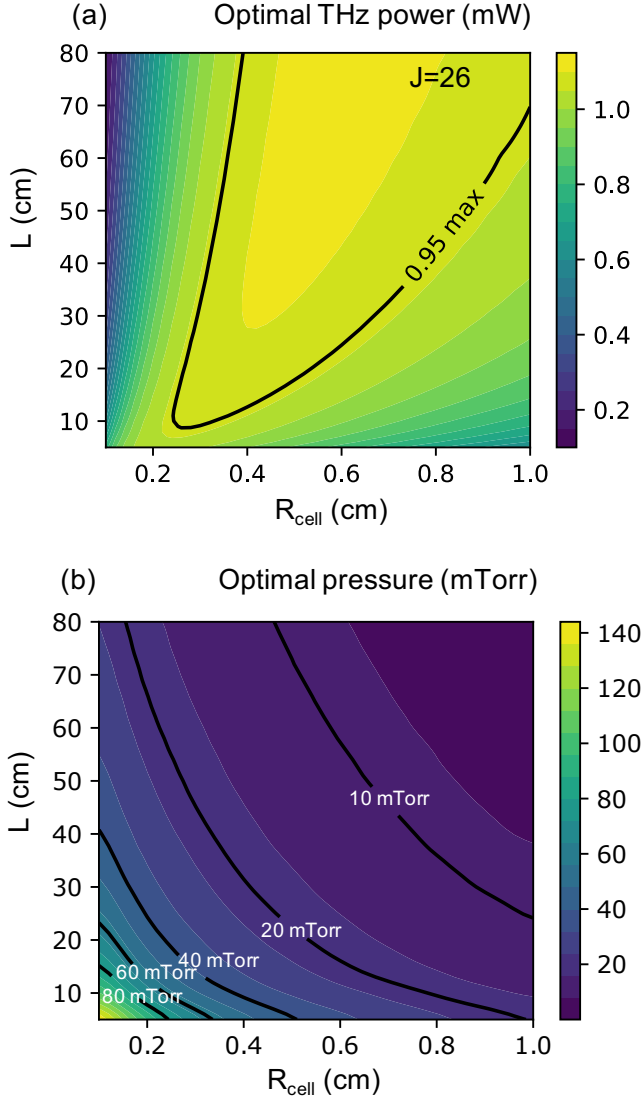 (a) Optimal THz power (mW)
80
70
60
50
40
30
20
10
L (cm)
J=26
0.95 max
0.2 0.4 0.6 0.8 1.0
R_cell (cm)
1.0
0.8
0.6
0.4
0.2
(b) Optimal pressure (mTorr)
80
70
60
50
40
30
20
10
L (cm)
10 mTorr
20 mTorr
40 mTorr
60 mTorr
80 mTorr
0.2 0.4 0.6 0.8 1.0
R_cell (cm)
140
120
100
80
60
40
20